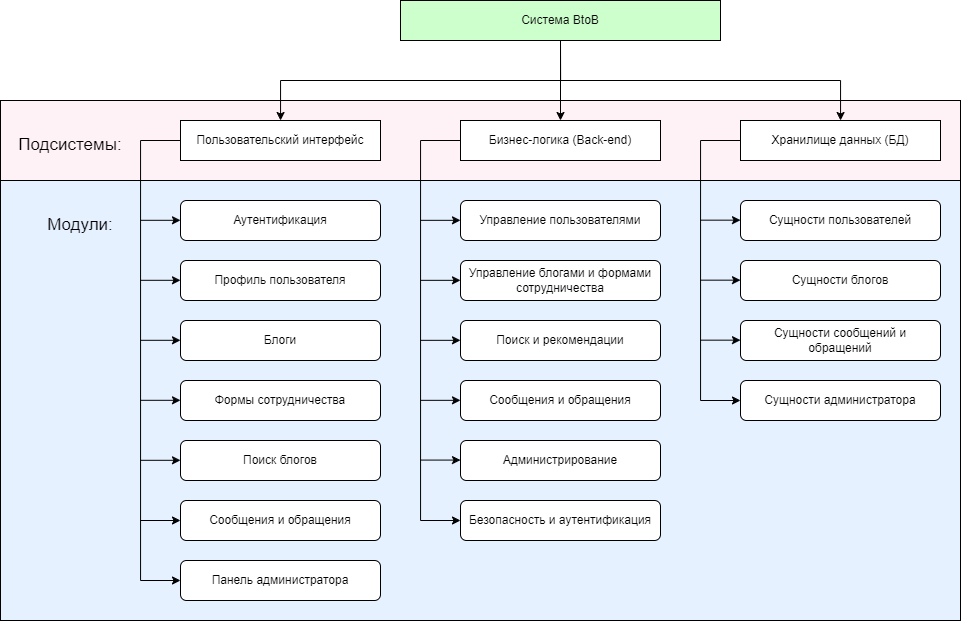 Система BtoB
Подсистемы:
Пользовательский интерфейс
Бизнес-логика (Back-end)
Хранилище данных (БД)
Модули:
Аутентификация
Профиль пользователя
Блоги
Формы сотрудничества
Поиск блогов
Сообщения и обращения
Панель администратора
Управление пользователями
Управление блогами и формами
сотрудничества
Поиск и рекомендации
Сообщения и обращения
Администрирование
Безопасность и аутентификация
Сущности пользователей
Сущности блогов
Сущности сообщений и
обращений
Сущности администратора